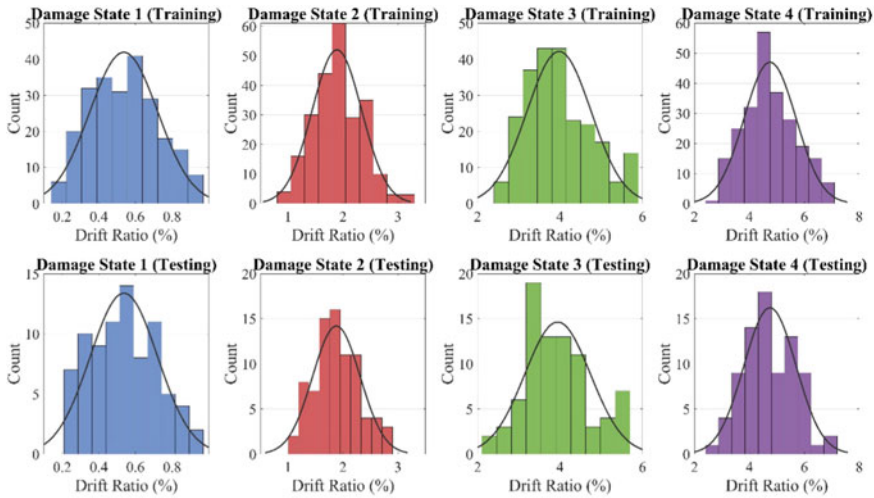 Damage State 1 (Training)
50
40
30
20
10
0
Count
0.2 0.4 0.6 0.8
Drift Ratio (%)
Damage State 2 (Training)
60
50
40
30
20
10
0
Count
1 2 3
Drift Ratio (%)
Damage State 3 (Training)
50
40
30
20
10
0
Count
2 4 6
Drift Ratio (%)
Damage State 4 (Training)
60
50
40
30
20
10
0
Count
2 4 6 8
Drift Ratio (%)
Damage State 1 (Testing)
15
10
5
0
Count
0.2 0.4 0.6 0.8
Drift Ratio (%)
Damage State 2 (Testing)
20
15
10
5
0
Count
1 2 3
Drift Ratio (%)
Damage State 3 (Testing)
20
15
10
5
0
Count
2 4 6
Drift Ratio (%)
Damage State 4 (Testing)
20
15
10
5
0
Count
2 4 6 8
Drift Ratio (%)